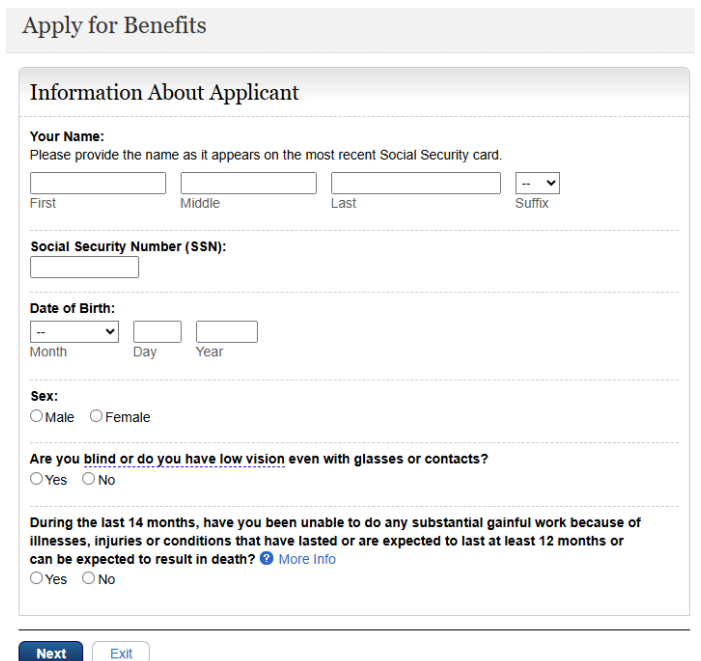 Apply for Benefits
Information About Applicant
Your Name:
Please provide the name as it appears on the most recent Social Security card.
--
First Middle Last Suffix
Social Security Number (SSN):
Date of Birth:
--
Month Day Year
Sex:
Male Female
Are you blind or do you have low vision even with glasses or contacts?
Yes No
During the last 14 months, have you been unable to do any substantial gainful work because of
illnesses, injuries or conditions that have lasted or are expected to last at least 12 months or
can be expected to result in death? ? More Info
Yes No
Next Exit